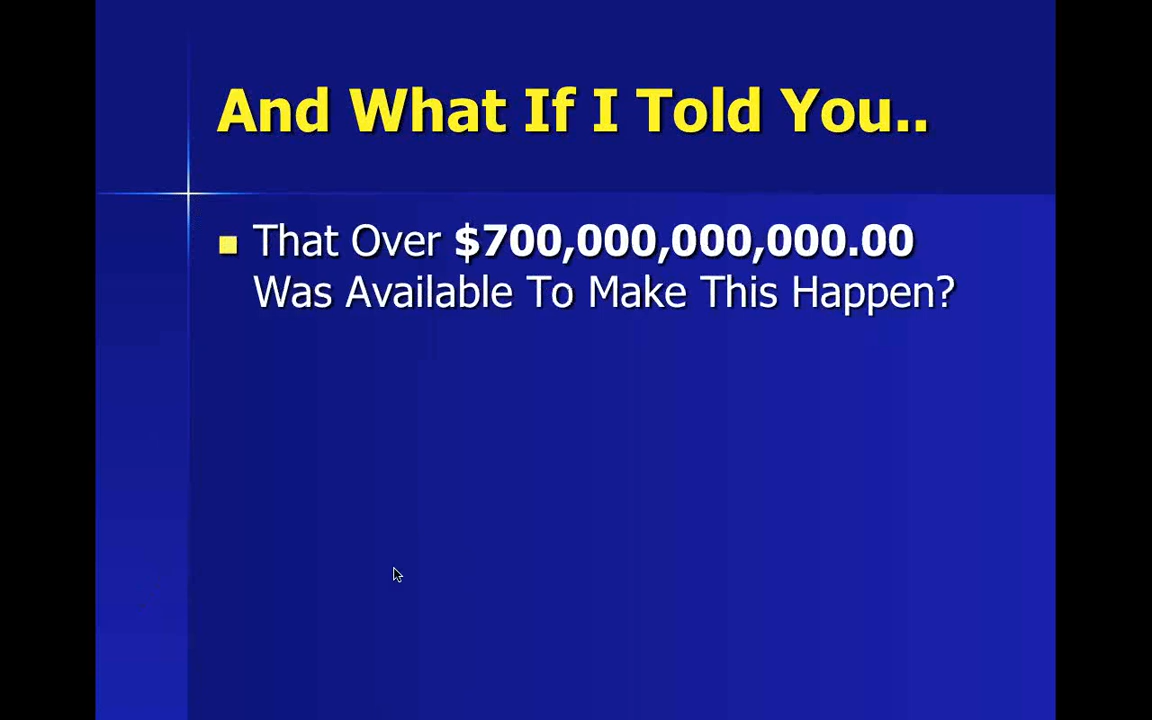 And What If I Told You..
That Over $700,000,000,000.00
Was Available To Make This Happen?